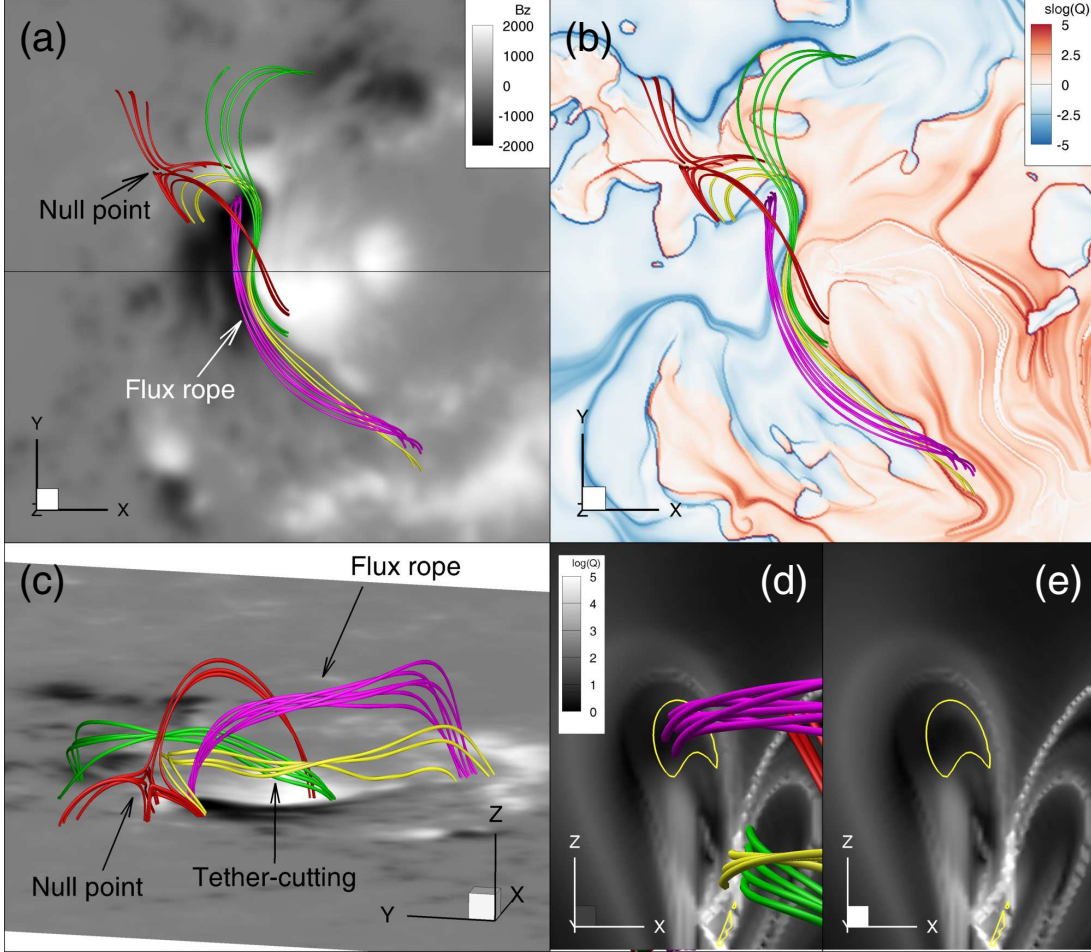 (a)
Bz
2000
1000
0
-1000
-2000
Null point
Flux rope
Y
Z
X
(b)
slog(Q)
5
2.5
0
-2.5
-5
Y
Z
X
(c)
Flux rope
Null point
Tether-cutting
Z
Y
X
log(Q)
5
4
3
2
1
0
(d)
Z
Y
X
(e)
Z
Y
X